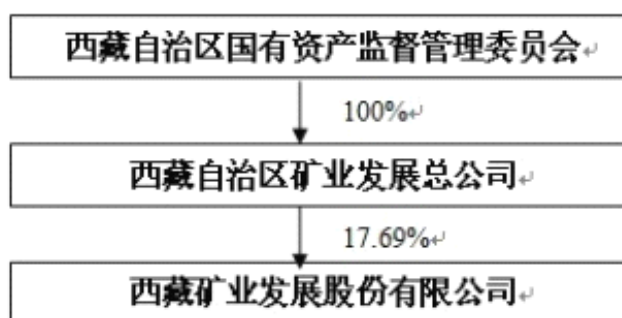 西藏自治区国有资产监督管理委员会
100%
西藏自治区矿业发展总公司
17.69%
西藏矿业发展股份有限公司